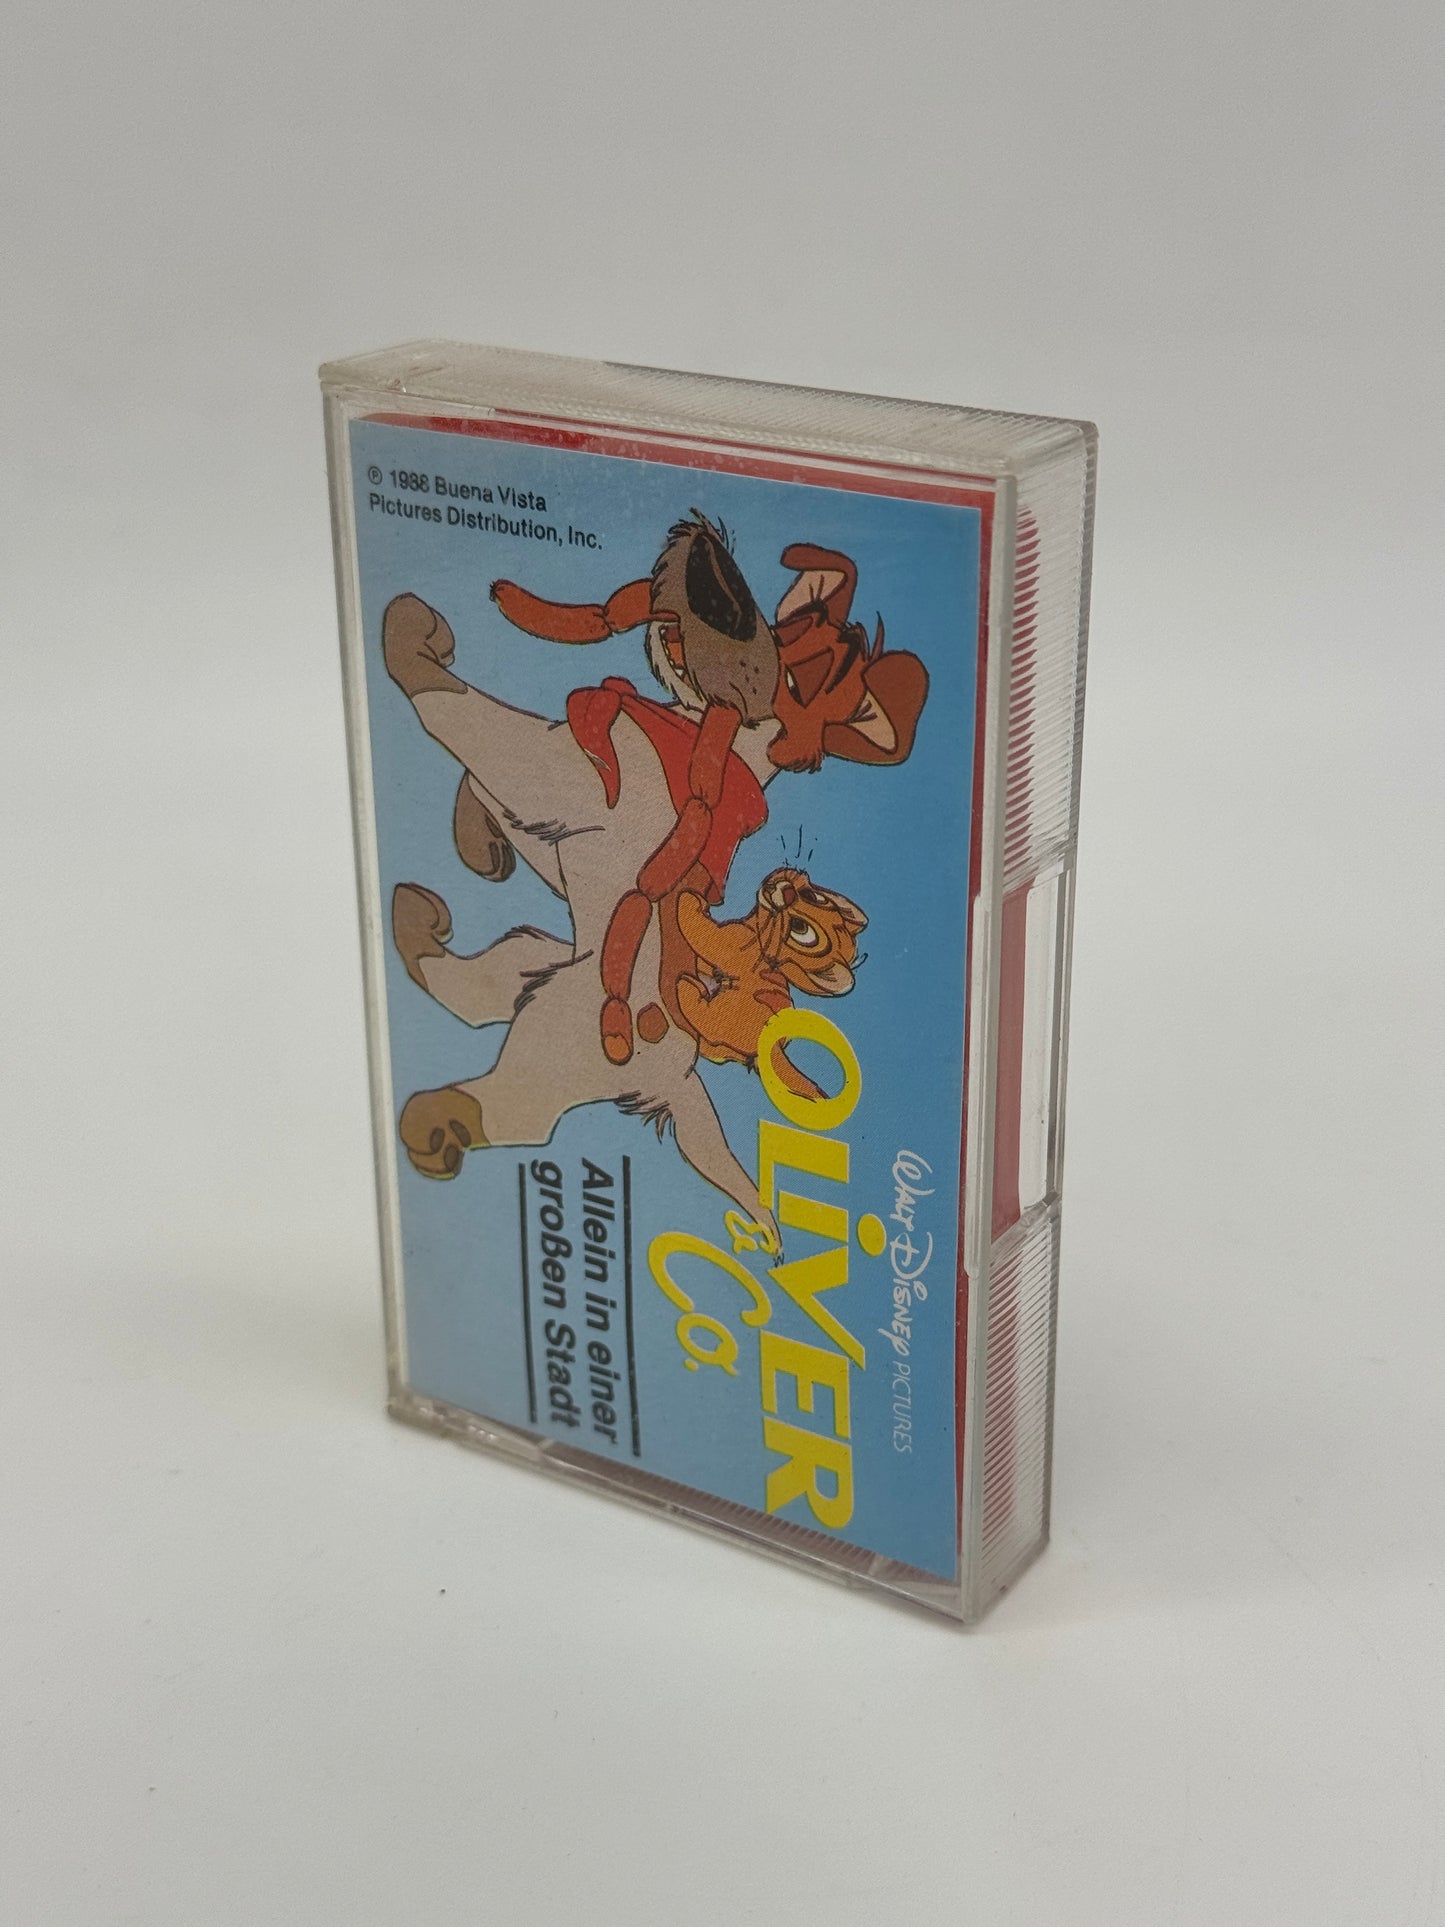 ℗ 1988 Buena Vista
Pictures Distribution, Inc.
WALT DISNEY PICTURES
OLiVER
& Co.
Allein in einer
großen Stadt